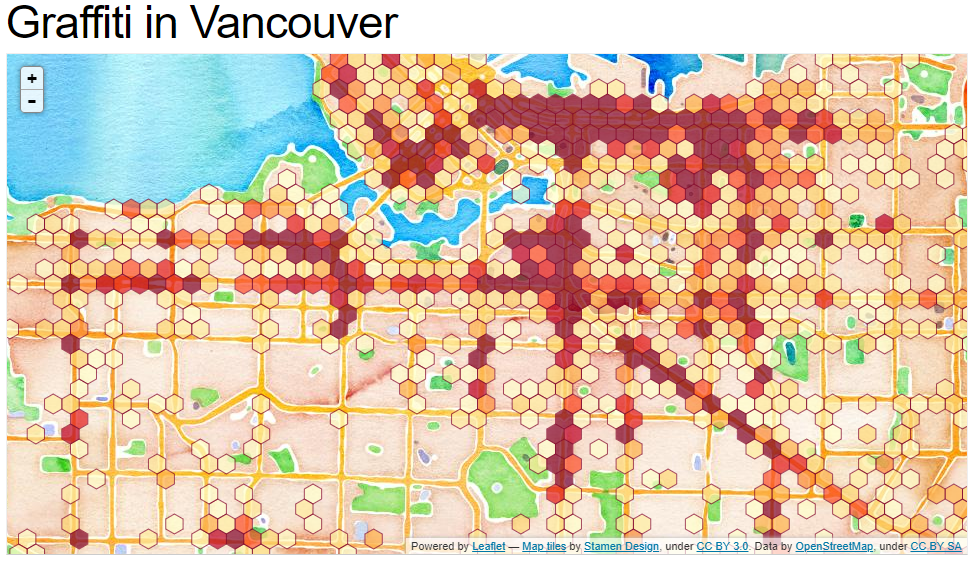 Graffiti in Vancouver
+
-
Powered by Leaflet — Map tiles by Stamen Design, under CC BY 3.0. Data by OpenStreetMap, under CC BY SA.